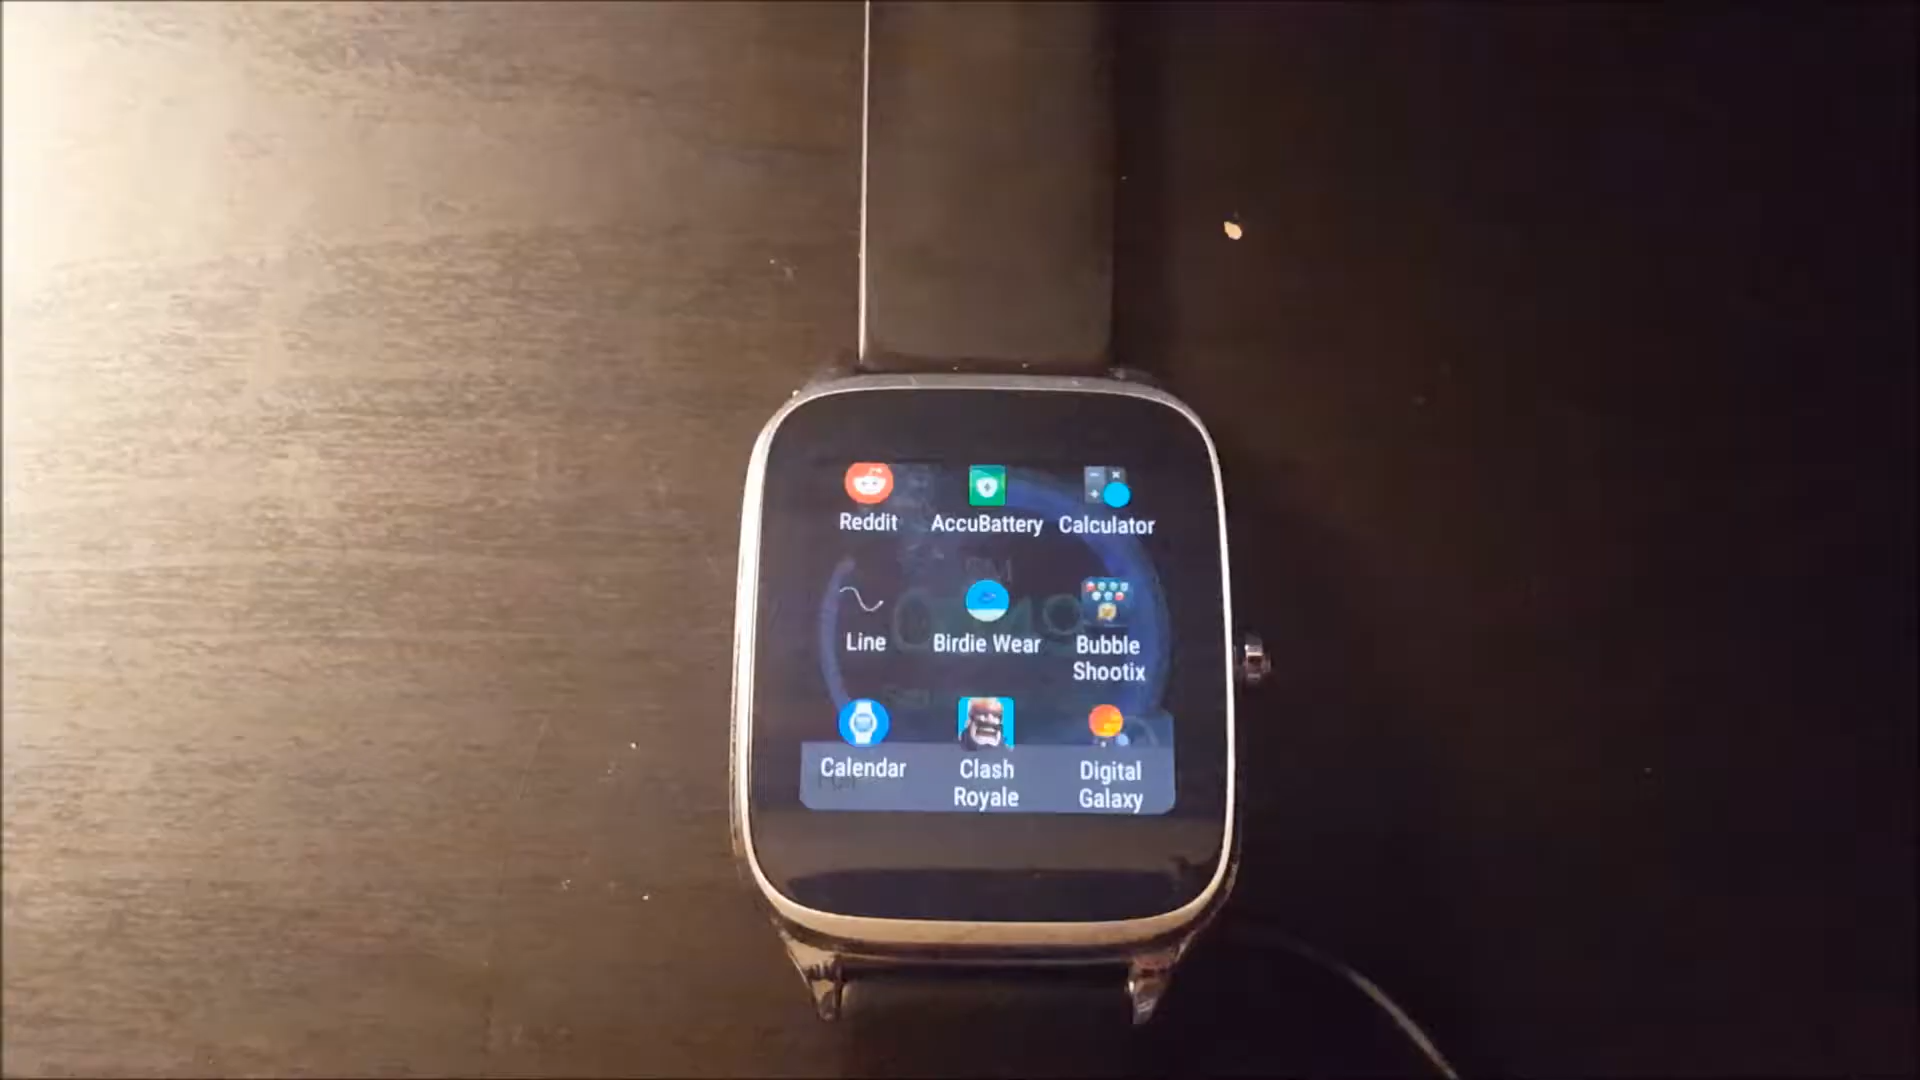 Reddit AccuBattery Calculator
Line Birdie Wear Bubble
Shootix
Calendar Clash Digital
Royale Galaxy